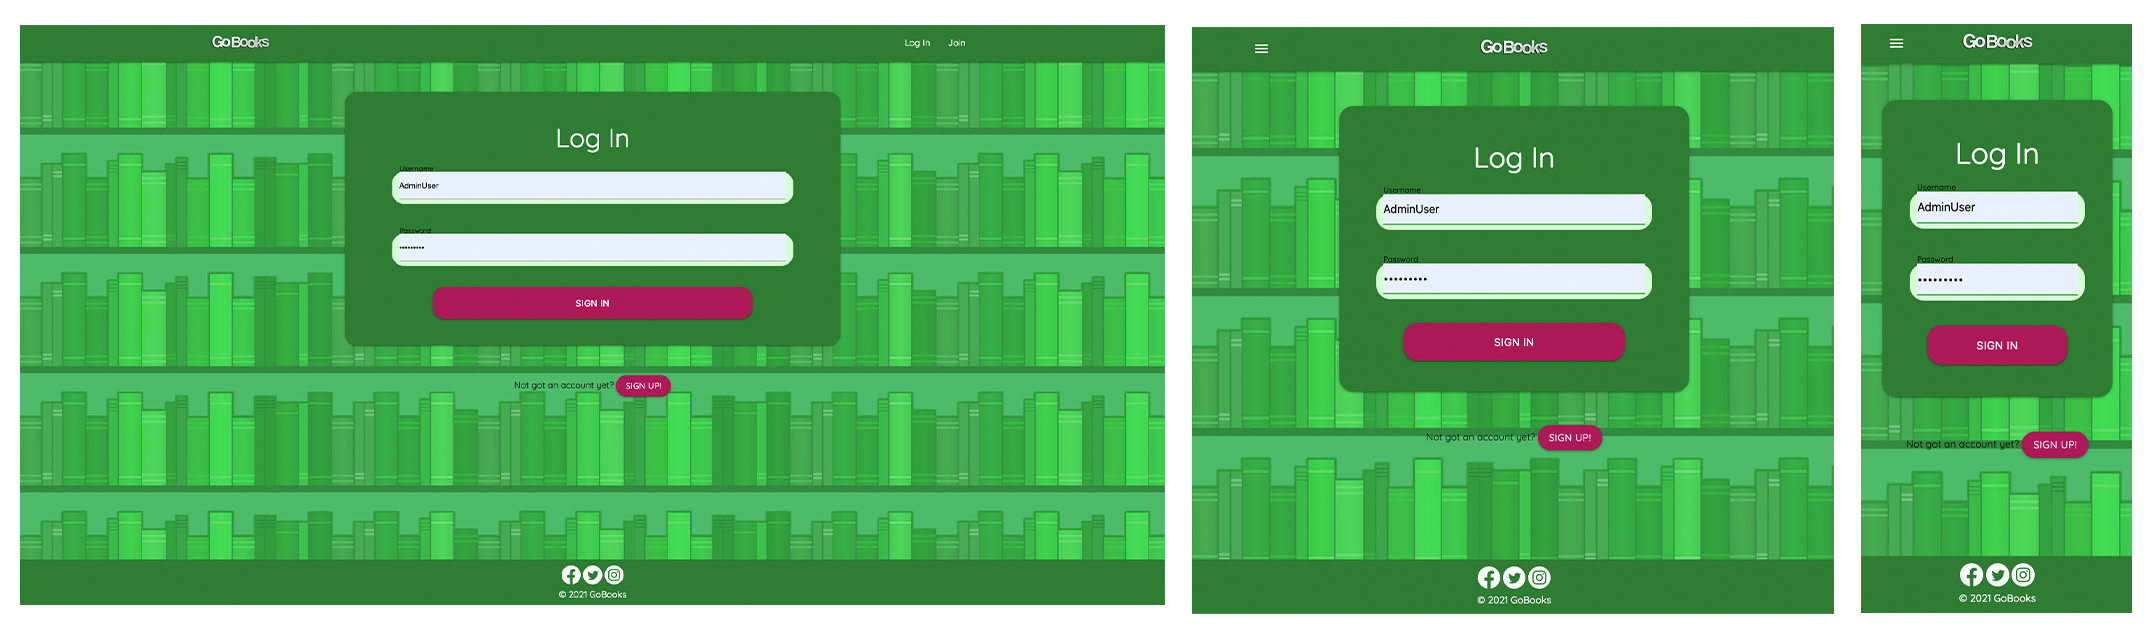 GoBooks
Log In Join
Log In
Username
AdminUser
Password
•••••••••
SIGN IN
Not got an account yet? SIGN UP!
© 2021 GoBooks
GoBooks
Log In
Username
AdminUser
Password
•••••••••
SIGN IN
Not got an account yet? SIGN UP!
© 2021 GoBooks
GoBooks
Log In
Username
AdminUser
Password
•••••••••
SIGN IN
Not got an account yet? SIGN UP!
© 2021 GoBooks